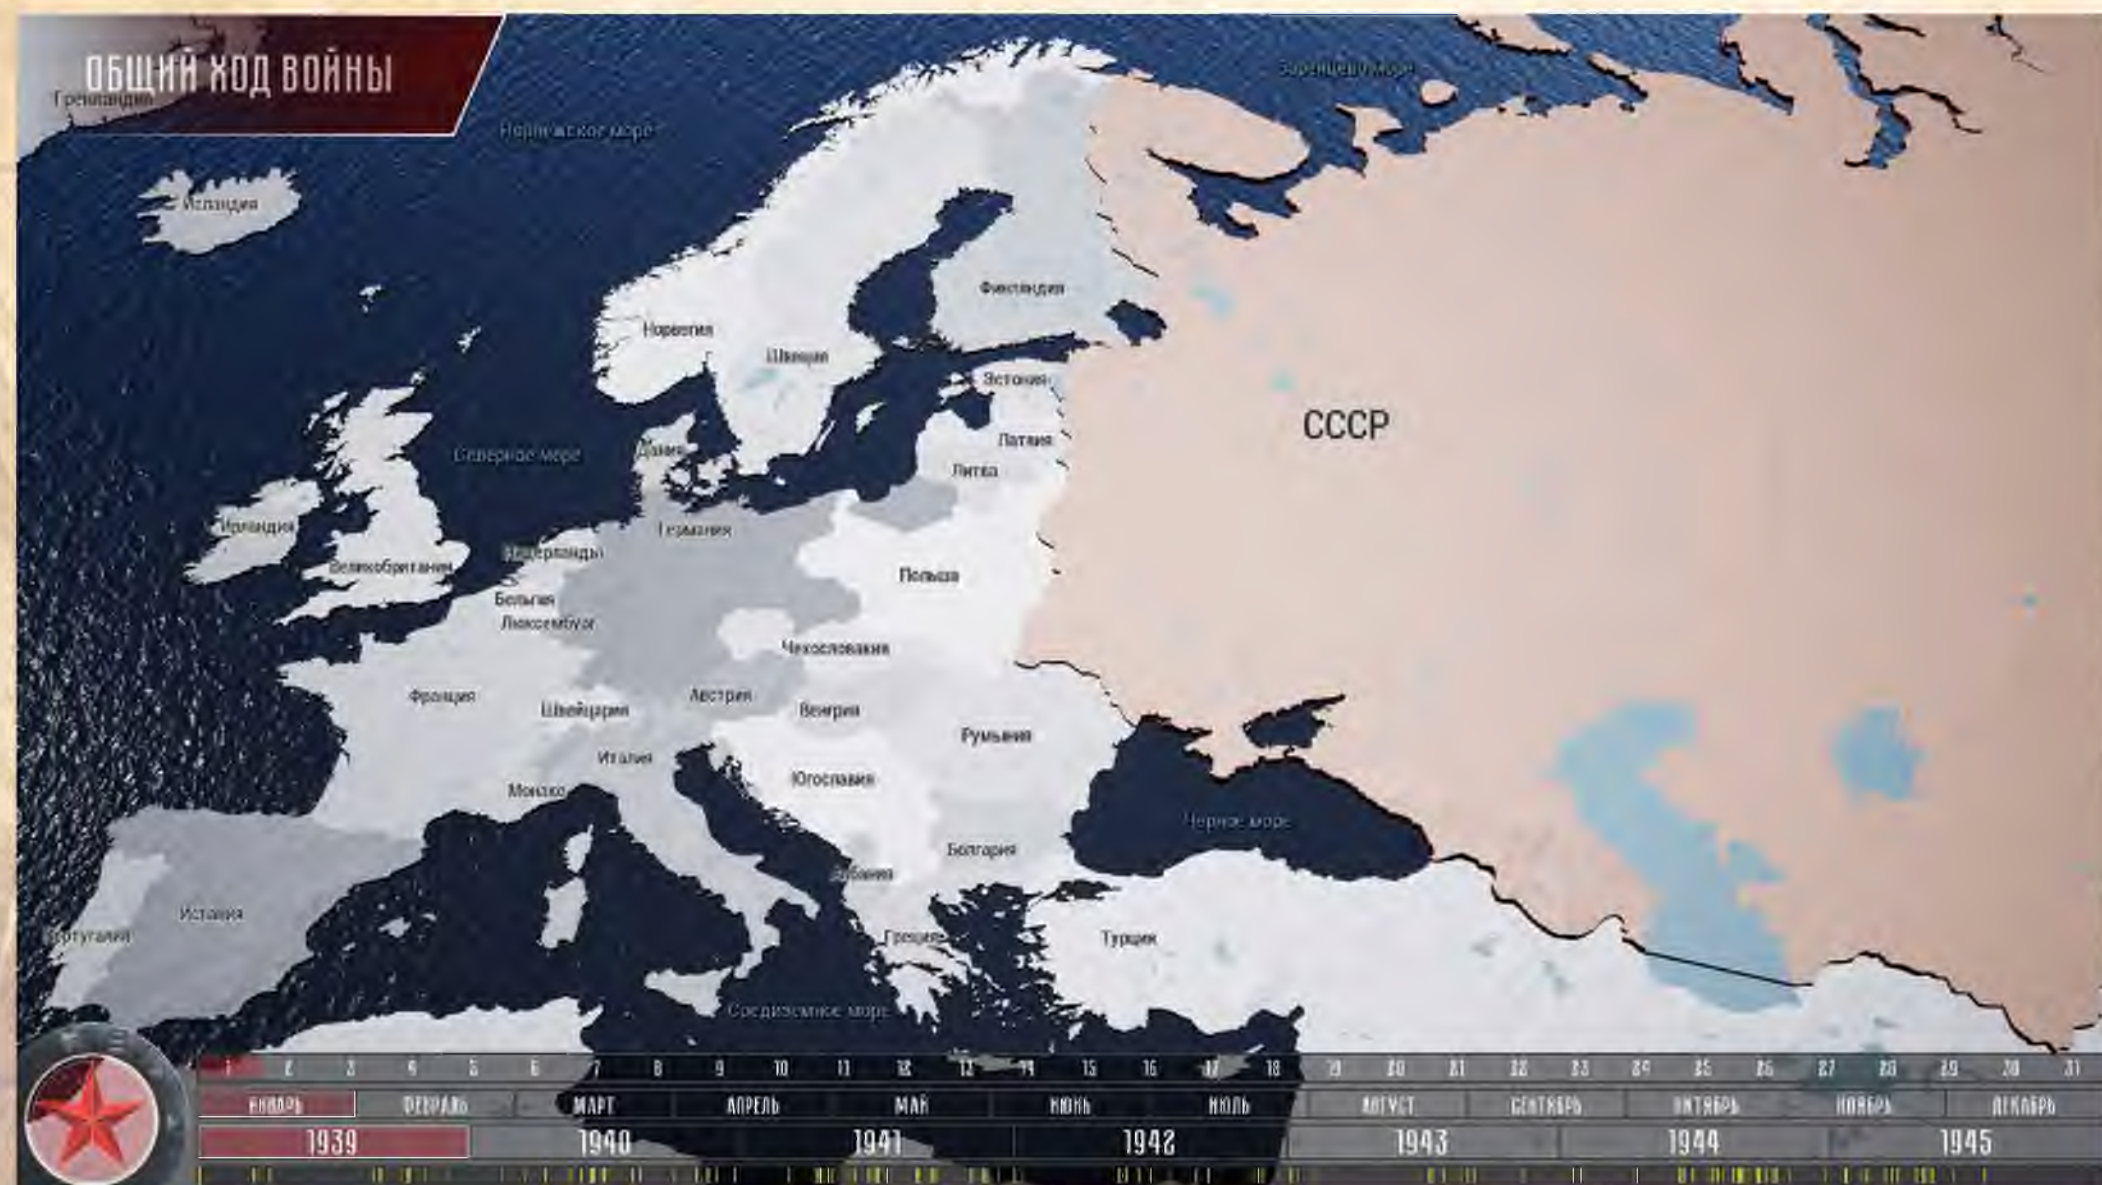 ОБЩИЙ ХОД ВОЙНЫ
Гренландия
Баренцево море
Норвежское море
Исландия
Финляндия
Норвегия
Швеция
Эстония
СССР
Латвия
Дания
Северное море
Литва
Ирландия
Германия
Нидерланды
Великобритания
Польша
Бельгия
Люксембург
Чехословакия
Франция
Австрия
Швейцария
Венгрия
Румыния
Италия
Югославия
Монако
Черное море
Болгария
Албания
Испания
Португалия
Греция
Турция
Средиземное море
1 2 3 4 5 6 7 8 9 10 11 12 13 14 15 16 17 18 19 20 21 22 23 24 25 26 27 28 29 30 31
ЯНВАРЬ ФЕВРАЛЬ МАРТ АПРЕЛЬ МАЙ ИЮНЬ ИЮЛЬ АВГУСТ СЕНТЯБРЬ ОКТЯБРЬ НОЯБРЬ ДЕКАБРЬ
1939 1940 1941 1942 1943 1944 1945